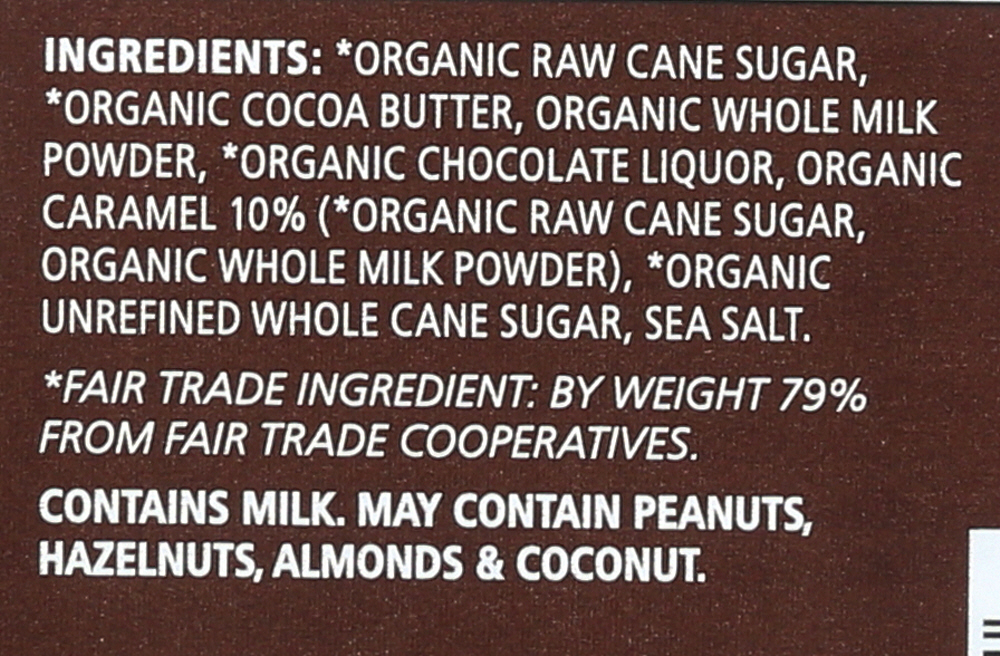 INGREDIENTS: *ORGANIC RAW CANE SUGAR,
*ORGANIC COCOA BUTTER, ORGANIC WHOLE MILK
POWDER, *ORGANIC CHOCOLATE LIQUOR, ORGANIC
CARAMEL 10% (*ORGANIC RAW CANE SUGAR,
ORGANIC WHOLE MILK POWDER), *ORGANIC
UNREFINED WHOLE CANE SUGAR, SEA SALT.
*FAIR TRADE INGREDIENT: BY WEIGHT 79%
FROM FAIR TRADE COOPERATIVES.
CONTAINS MILK. MAY CONTAIN PEANUTS,
HAZELNUTS, ALMONDS & COCONUT.